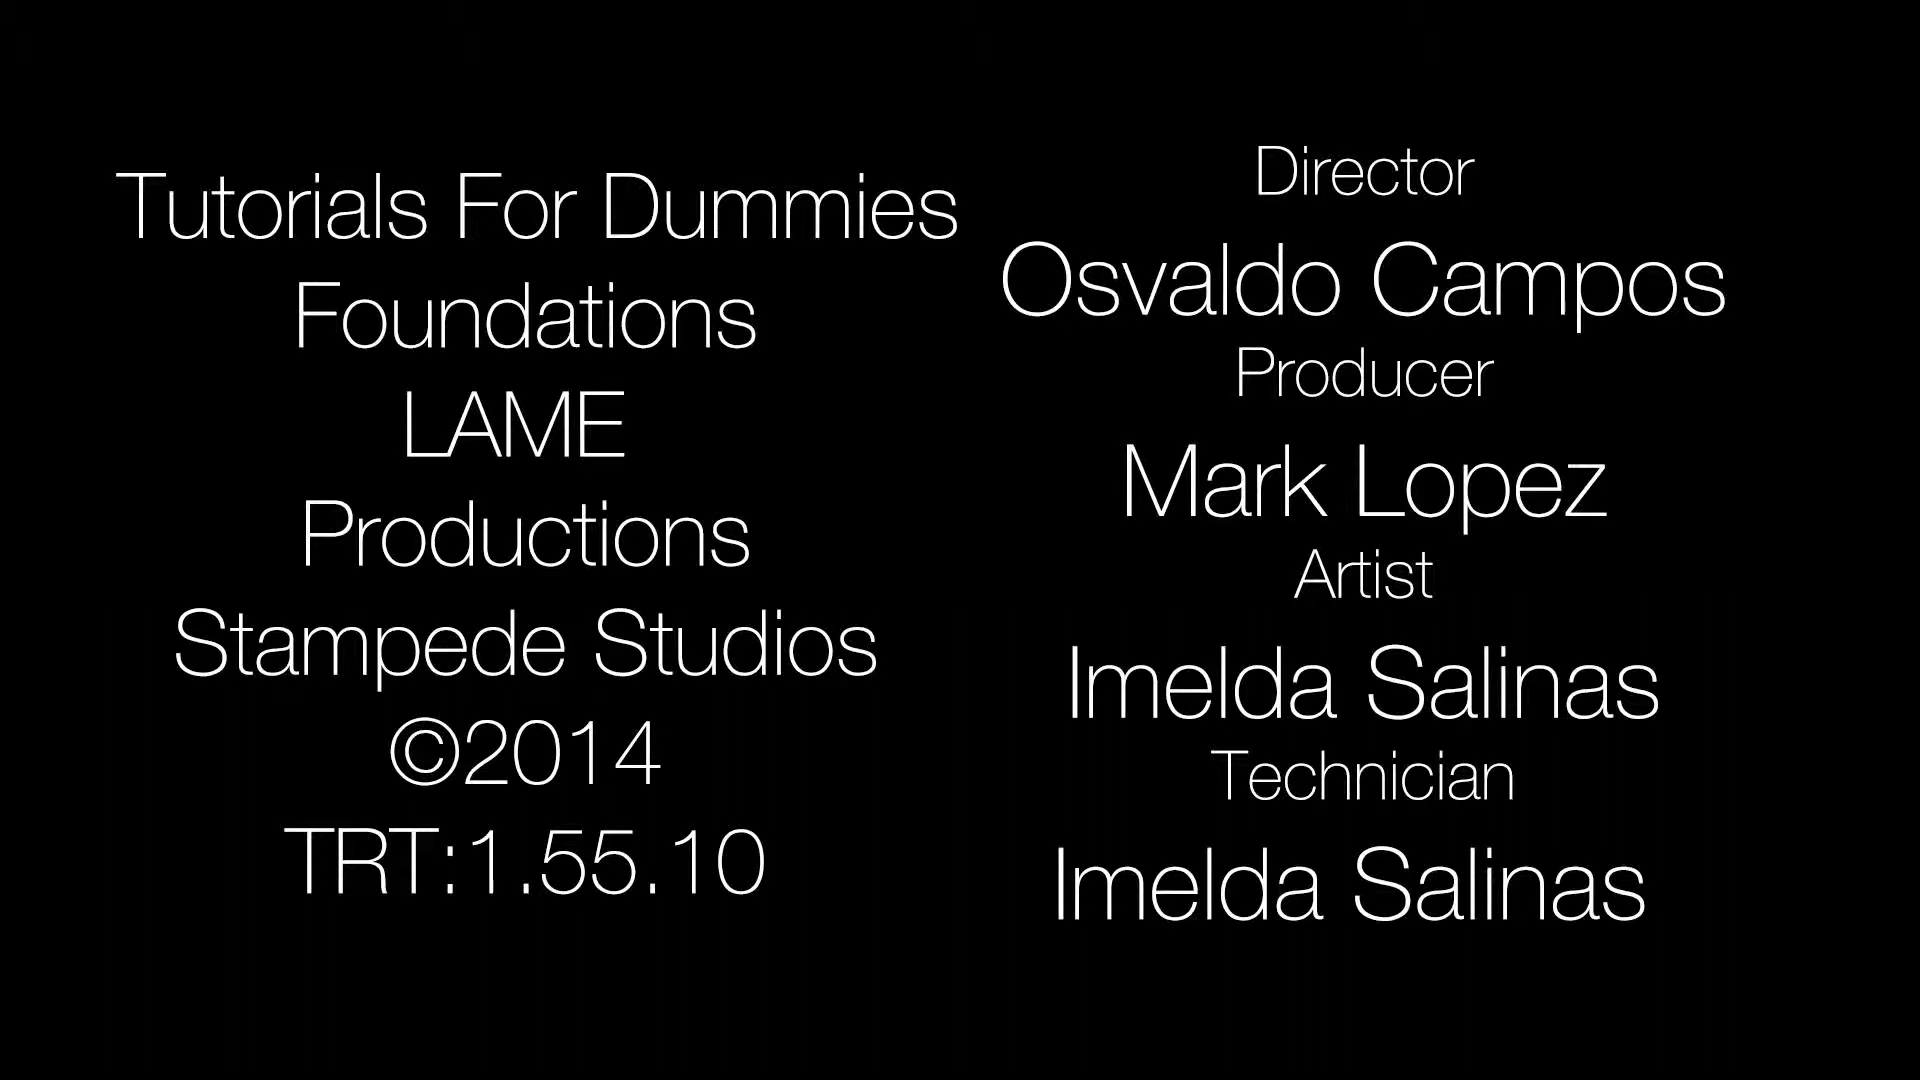 Tutorials For Dummies
Foundations
LAME
Productions
Stampede Studios
©2014
TRT:1.55.10
Director
Osvaldo Campos
Producer
Mark Lopez
Artist
Imelda Salinas
Technician
Imelda Salinas